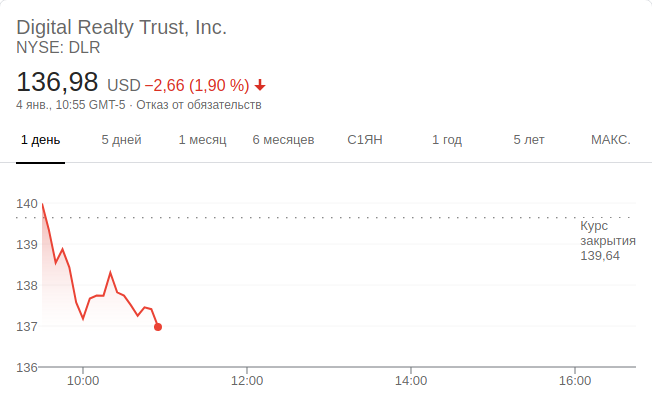 Digital Realty Trust, Inc.
NYSE: DLR
136,98 USD −2,66 (1,90 %)
4 янв., 10:55 GMT-5 · Отказ от обязательств
1 день 5 дней 1 месяц 6 месяцев С1ЯН 1 год 5 лет МАКС.
140
Курс
закрытия
139,64
139
138
137
136
10:00 12:00 14:00 16:00